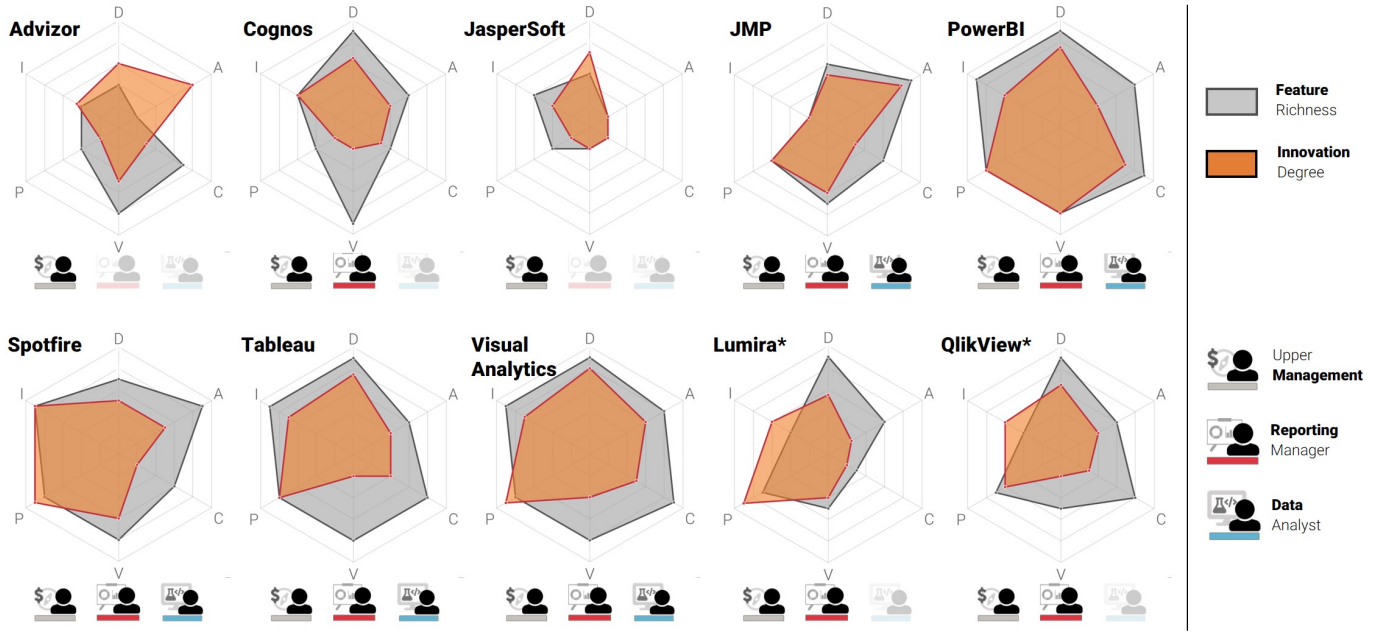 Advizor
D
A
C
V
P
I
Cognos
D
A
C
V
P
I
JasperSoft
D
A
C
V
P
I
JMP
D
A
C
V
P
I
PowerBI
D
A
C
V
P
I
Feature
Richness
Innovation
Degree
Spotfire
D
A
C
V
P
I
Tableau
D
A
C
V
P
I
Visual
Analytics
D
A
C
V
P
I
Lumira*
D
A
C
V
P
I
QlikView*
D
A
C
V
P
I
Upper
Management
Reporting
Manager
Data
Analyst